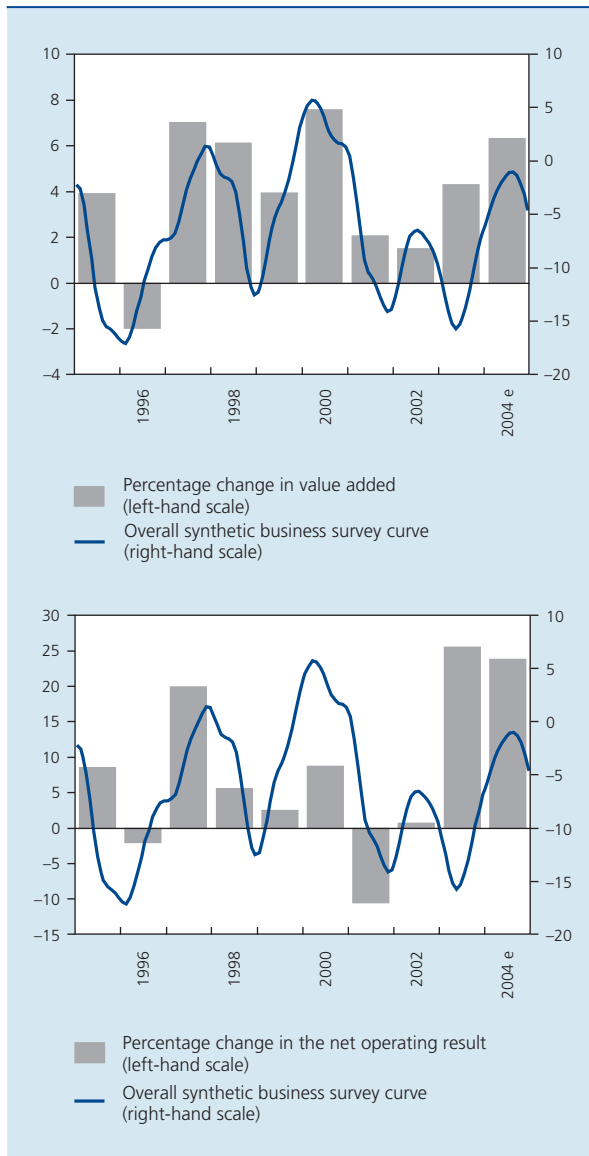 10 10
8 5
6 0
4 −5
2 −10
0
−2 −15
−4 −20
1996 1998 2000 2002 2004 e
Percentage change in value added
(left-hand scale)
Overall synthetic business survey curve
(right-hand scale)
30 10
25 5
20
15 0
10 −5
5
0 −10
−5 −15
−10
−15 −20
1996 1998 2000 2002 2004 e
Percentage change in the net operating result
(left-hand scale)
Overall synthetic business survey curve
(right-hand scale)